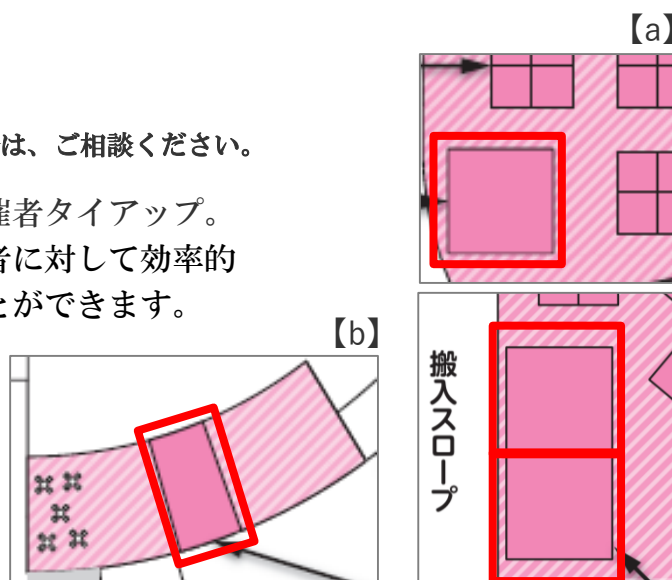 【a】
は、ご相談ください。
催者タイアップ。
者に対して効率的
とができます。
【b】
搬入スロープ